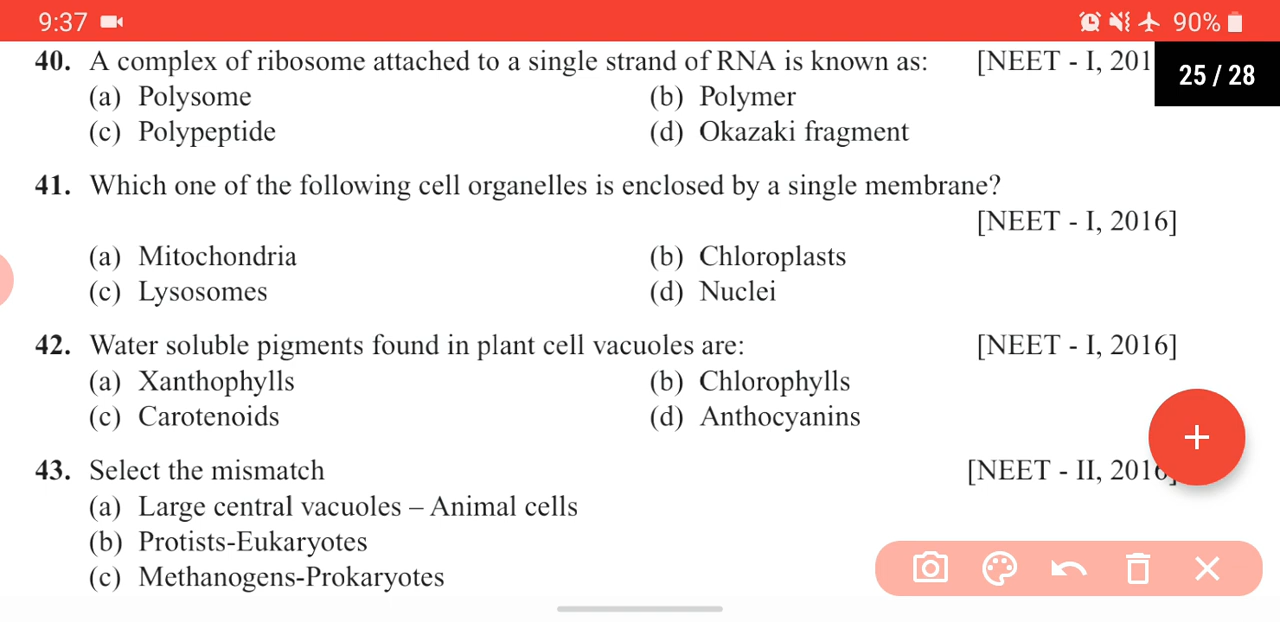 9:37 90%
25 / 28
40. A complex of ribosome attached to a single strand of RNA is known as: [NEET - I, 201
(a) Polysome (b) Polymer
(c) Polypeptide (d) Okazaki fragment
41. Which one of the following cell organelles is enclosed by a single membrane?
[NEET - I, 2016]
(a) Mitochondria (b) Chloroplasts
(c) Lysosomes (d) Nuclei
42. Water soluble pigments found in plant cell vacuoles are: [NEET - I, 2016]
(a) Xanthophylls (b) Chlorophylls
(c) Carotenoids (d) Anthocyanins
43. Select the mismatch [NEET - II, 2016]
(a) Large central vacuoles – Animal cells
(b) Protists-Eukaryotes
(c) Methanogens-Prokaryotes